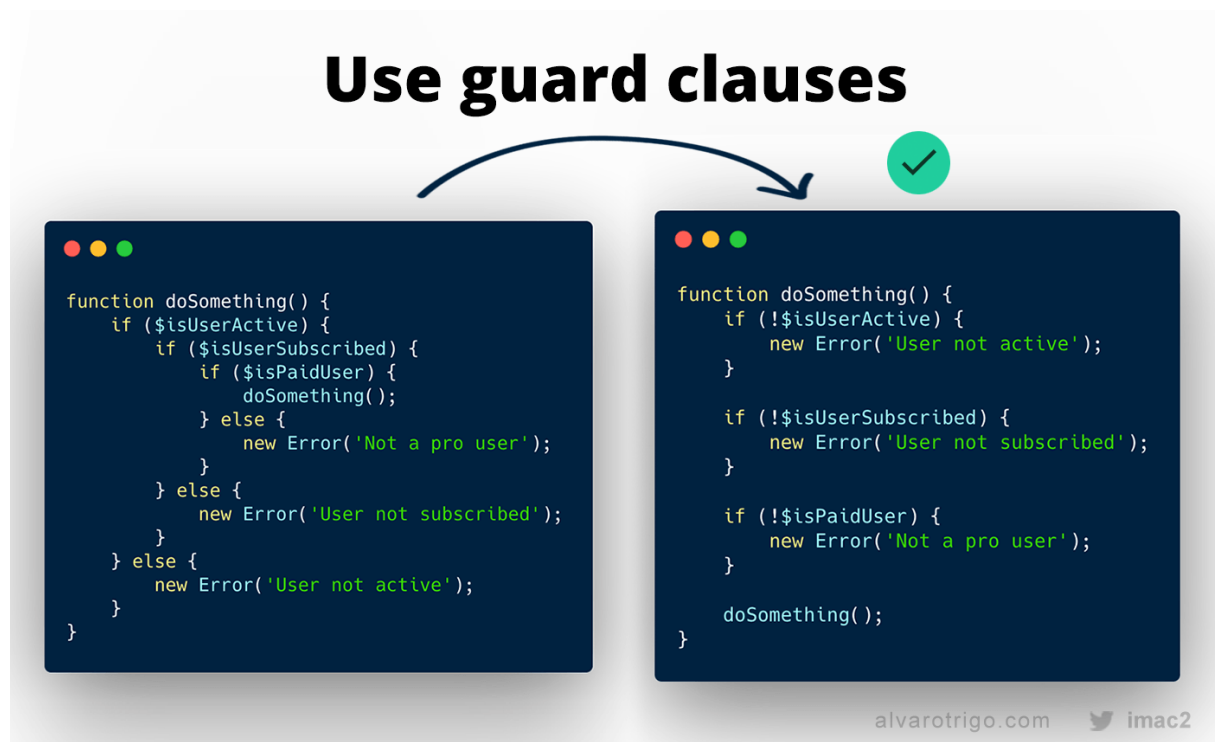 Use guard clauses
function doSomething() {
    if ($isUserActive) {
        if ($isUserSubscribed) {
            if ($isPaidUser) {
                doSomething();
            } else {
                new Error('Not a pro user');
            }
        } else {
            new Error('User not subscribed');
        }
    } else {
        new Error('User not active');
    }
}
function doSomething() {
    if (!$isUserActive) {
        new Error('User not active');
    }
    if (!$isUserSubscribed) {
        new Error('User not subscribed');
    }
    if (!$isPaidUser) {
        new Error('Not a pro user');
    }
    doSomething();
}
alvarotrigo.com imac2